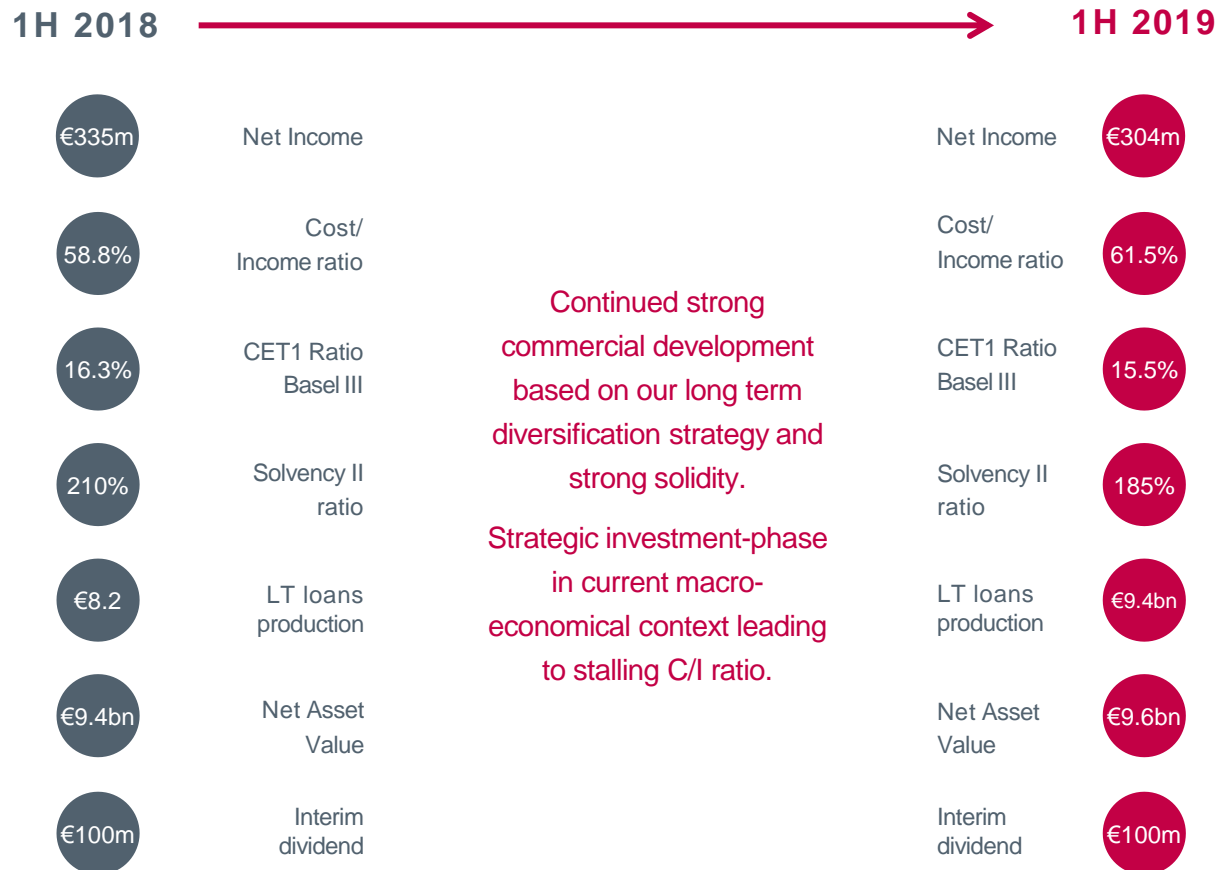 1H 2018
1H 2019
€335m
Net Income
Net Income
€304m
58.8%
Cost/
Income ratio
Cost/
Income ratio
61.5%
16.3%
CET1 Ratio
Basel III
CET1 Ratio
Basel III
15.5%
210%
Solvency II
ratio
Solvency II
ratio
185%
€8.2
LT loans
production
LT loans
production
€9.4bn
€9.4bn
Net Asset
Value
Net Asset
Value
€9.6bn
€100m
Interim
dividend
Interim
dividend
€100m
Continued strong
commercial development
based on our long term
diversification strategy and
strong solidity.
Strategic investment-phase
in current macro-
economical context leading
to stalling C/I ratio.